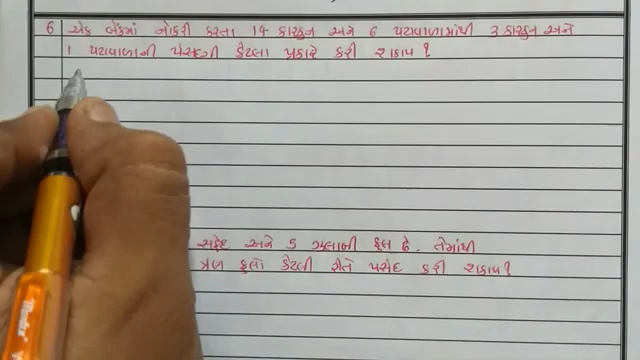 6 એક બેંકમાં નોકરી કરતા 14 કારકુન અને 6 પટાવાળામાંથી 3 કારકુન અને
1 પટાવાળાની પસંદગી કેટલા પ્રકારે કરી શકાય ?
સફેદ અને 5 ગુલાબી ફૂલ છે. તેમાંથી
ત્રણ ફુલો કેટલી રીતે પસંદ કરી શકાય ?